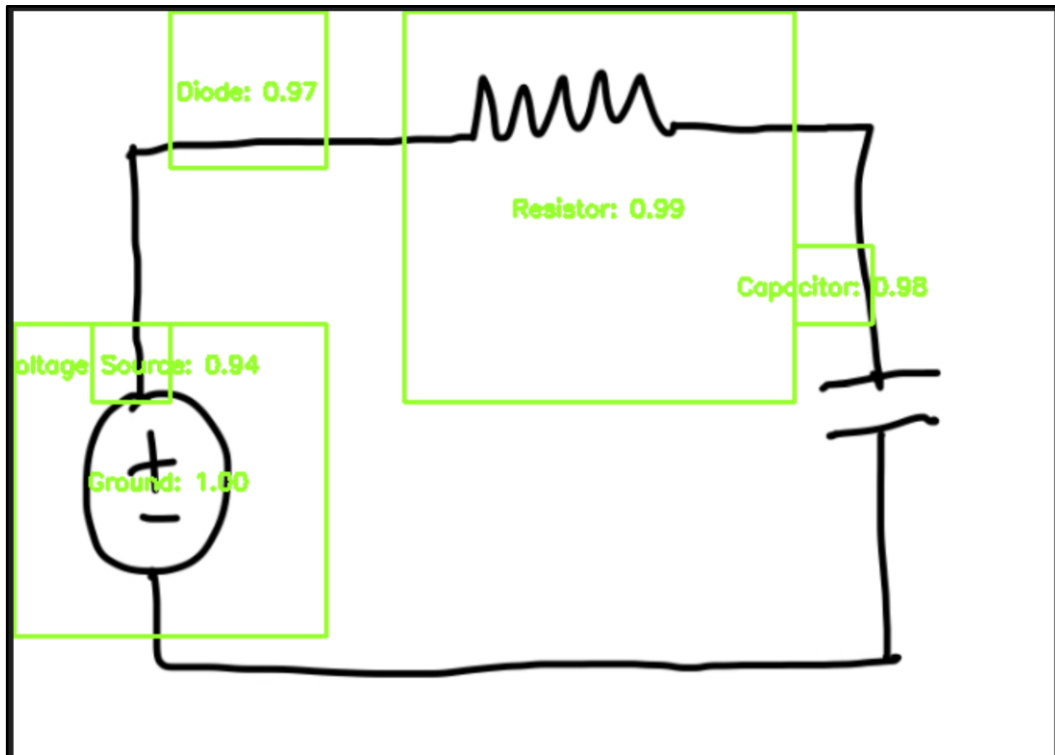 Diode: 0.97
Resistor: 0.99
Capacitor: 0.98
oltage Source: 0.94
Ground: 1.00
+
−